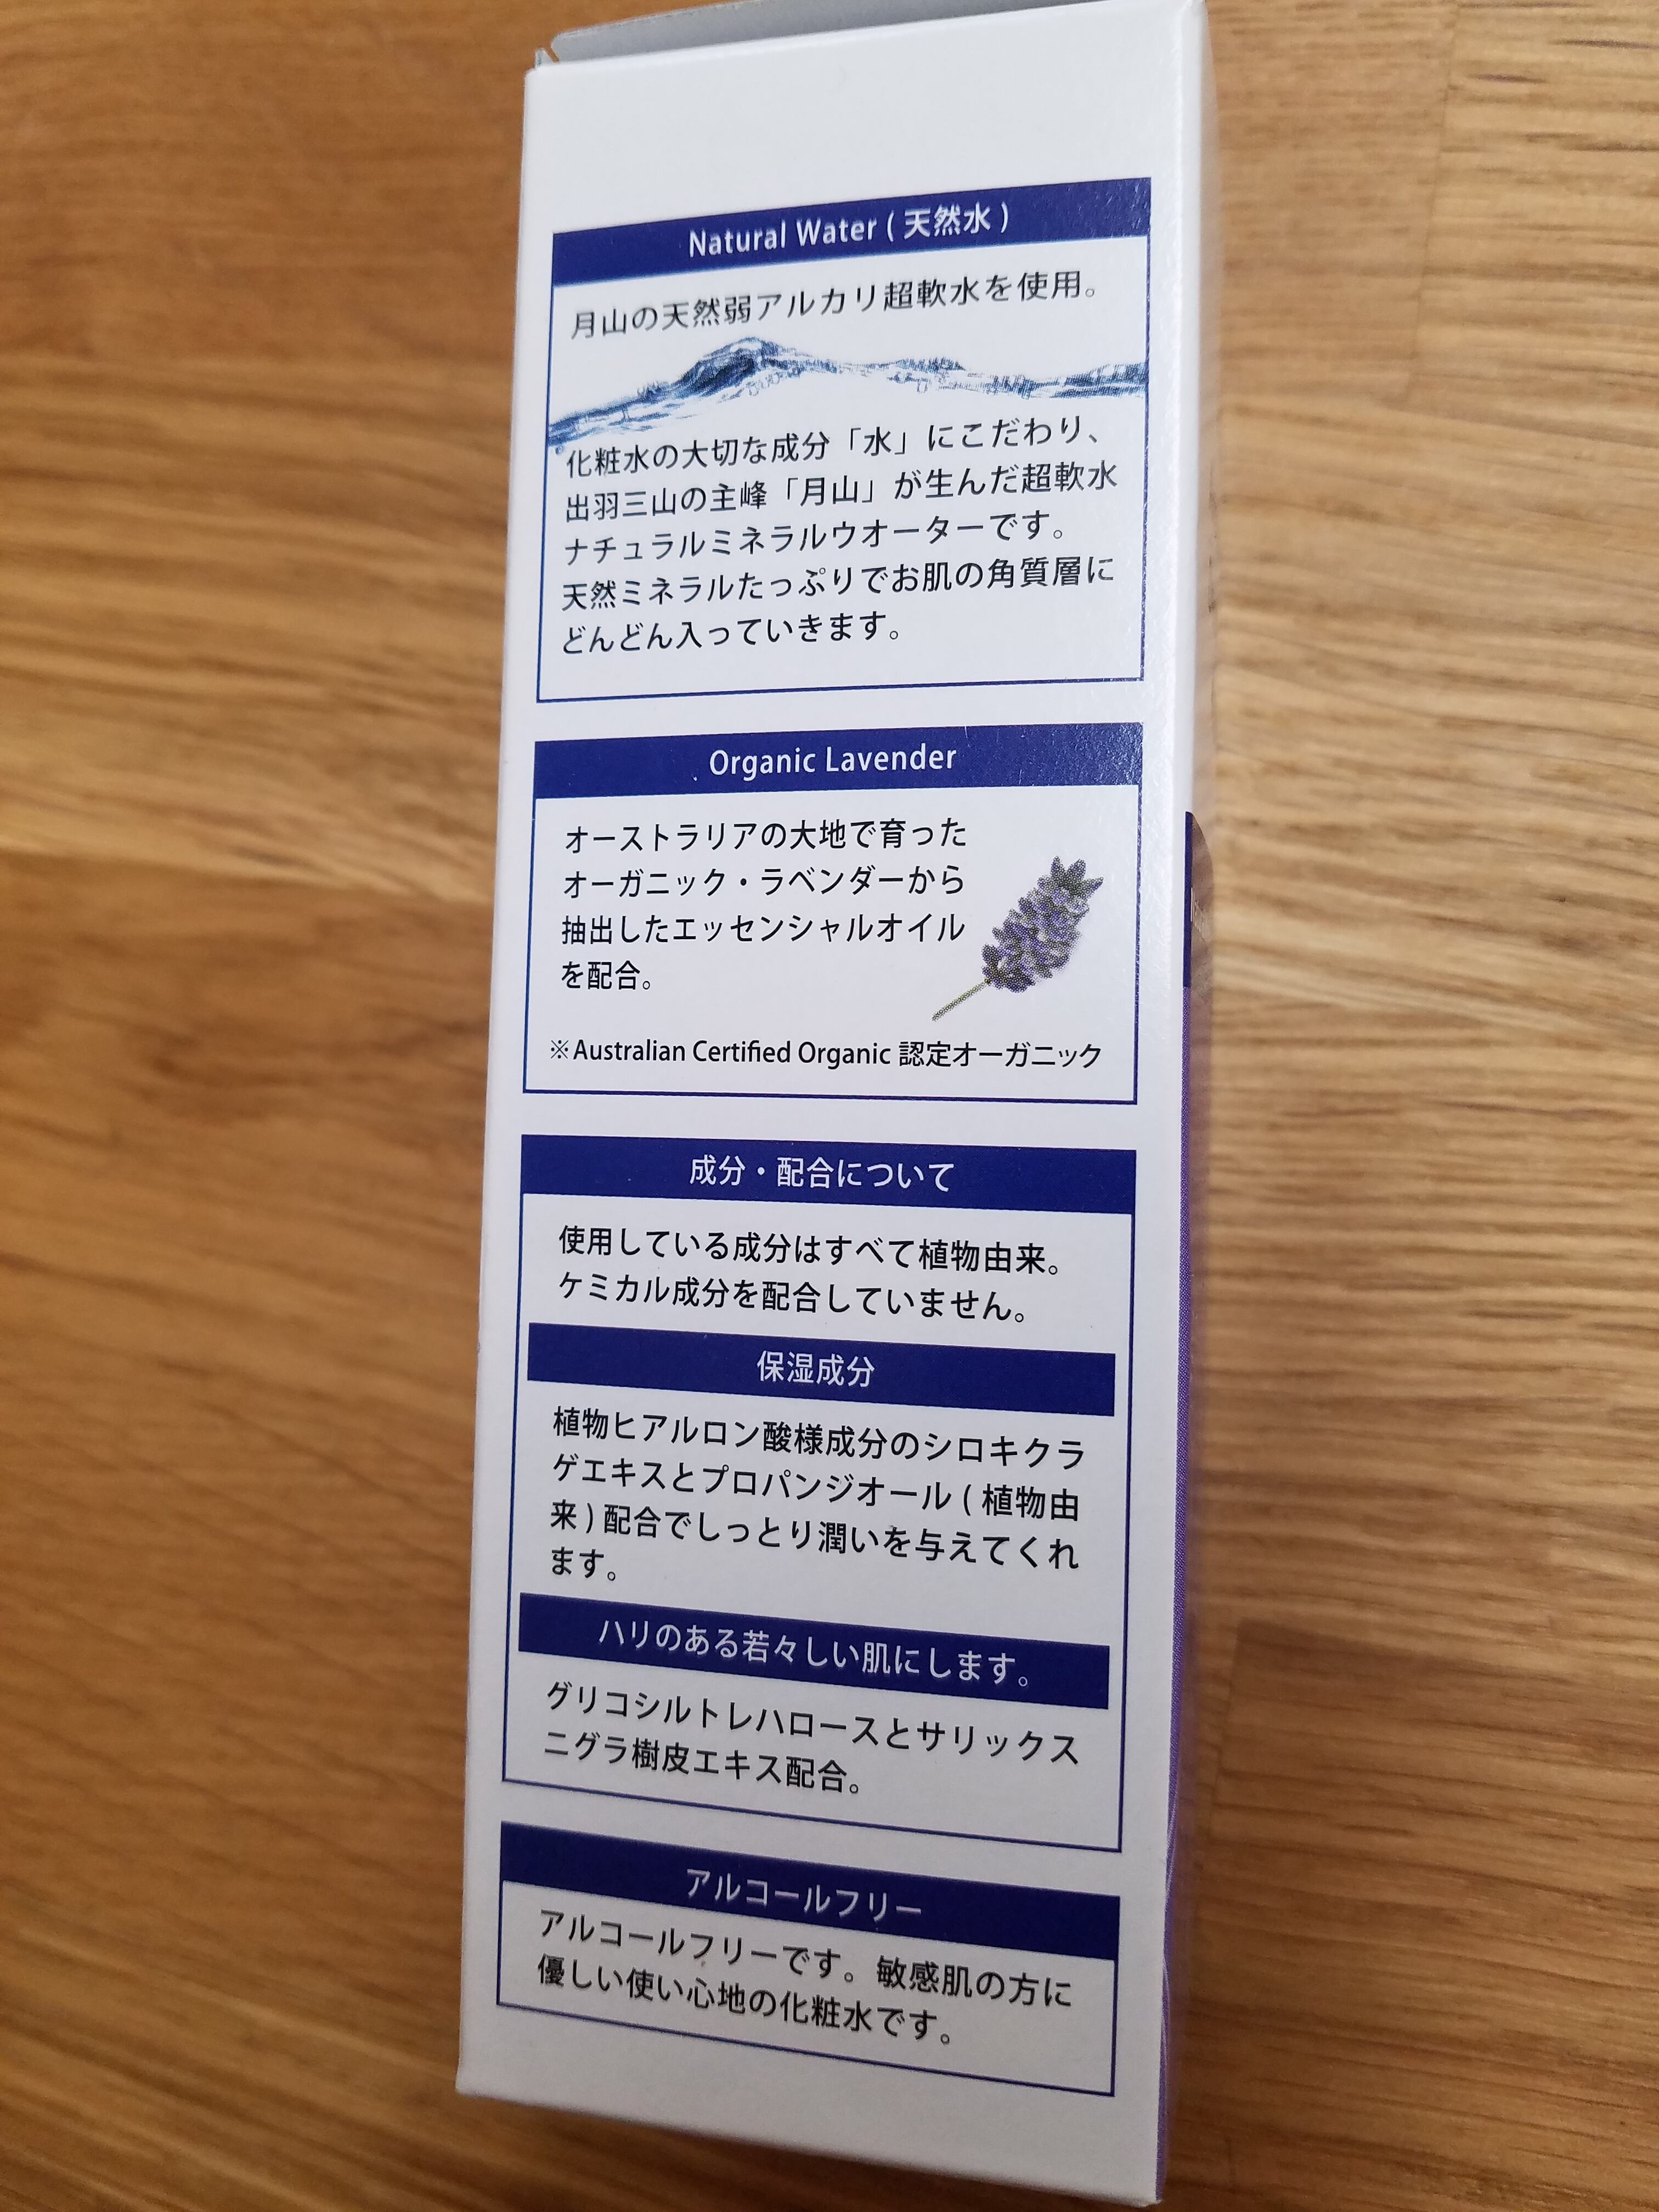 Natural Water ( 天然水 )
月山の天然弱アルカリ超軟水を使用。
化粧水の大切な成分「水」にこだわり、
出羽三山の主峰「月山」が生んだ超軟水
ナチュラルミネラルウオーターです。
天然ミネラルたっぷりでお肌の角質層に
どんどん入っていきます。
Organic Lavender
オーストラリアの大地で育った
オーガニック・ラベンダーから
抽出したエッセンシャルオイル
を配合。
※Australian Certified Organic 認定オーガニック
成分・配合について
使用している成分はすべて植物由来。
ケミカル成分を配合していません。
保湿成分
植物ヒアルロン酸様成分のシロキクラ
ゲエキスとプロパンジオール ( 植物由
来 ) 配合でしっとり潤いを与えてくれ
ます。
ハリのある若々しい肌にします。
グリコシルトレハロースとサリックス
ニグラ樹皮エキス配合。
アルコールフリー
アルコールフリーです。敏感肌の方に
優しい使い心地の化粧水です。